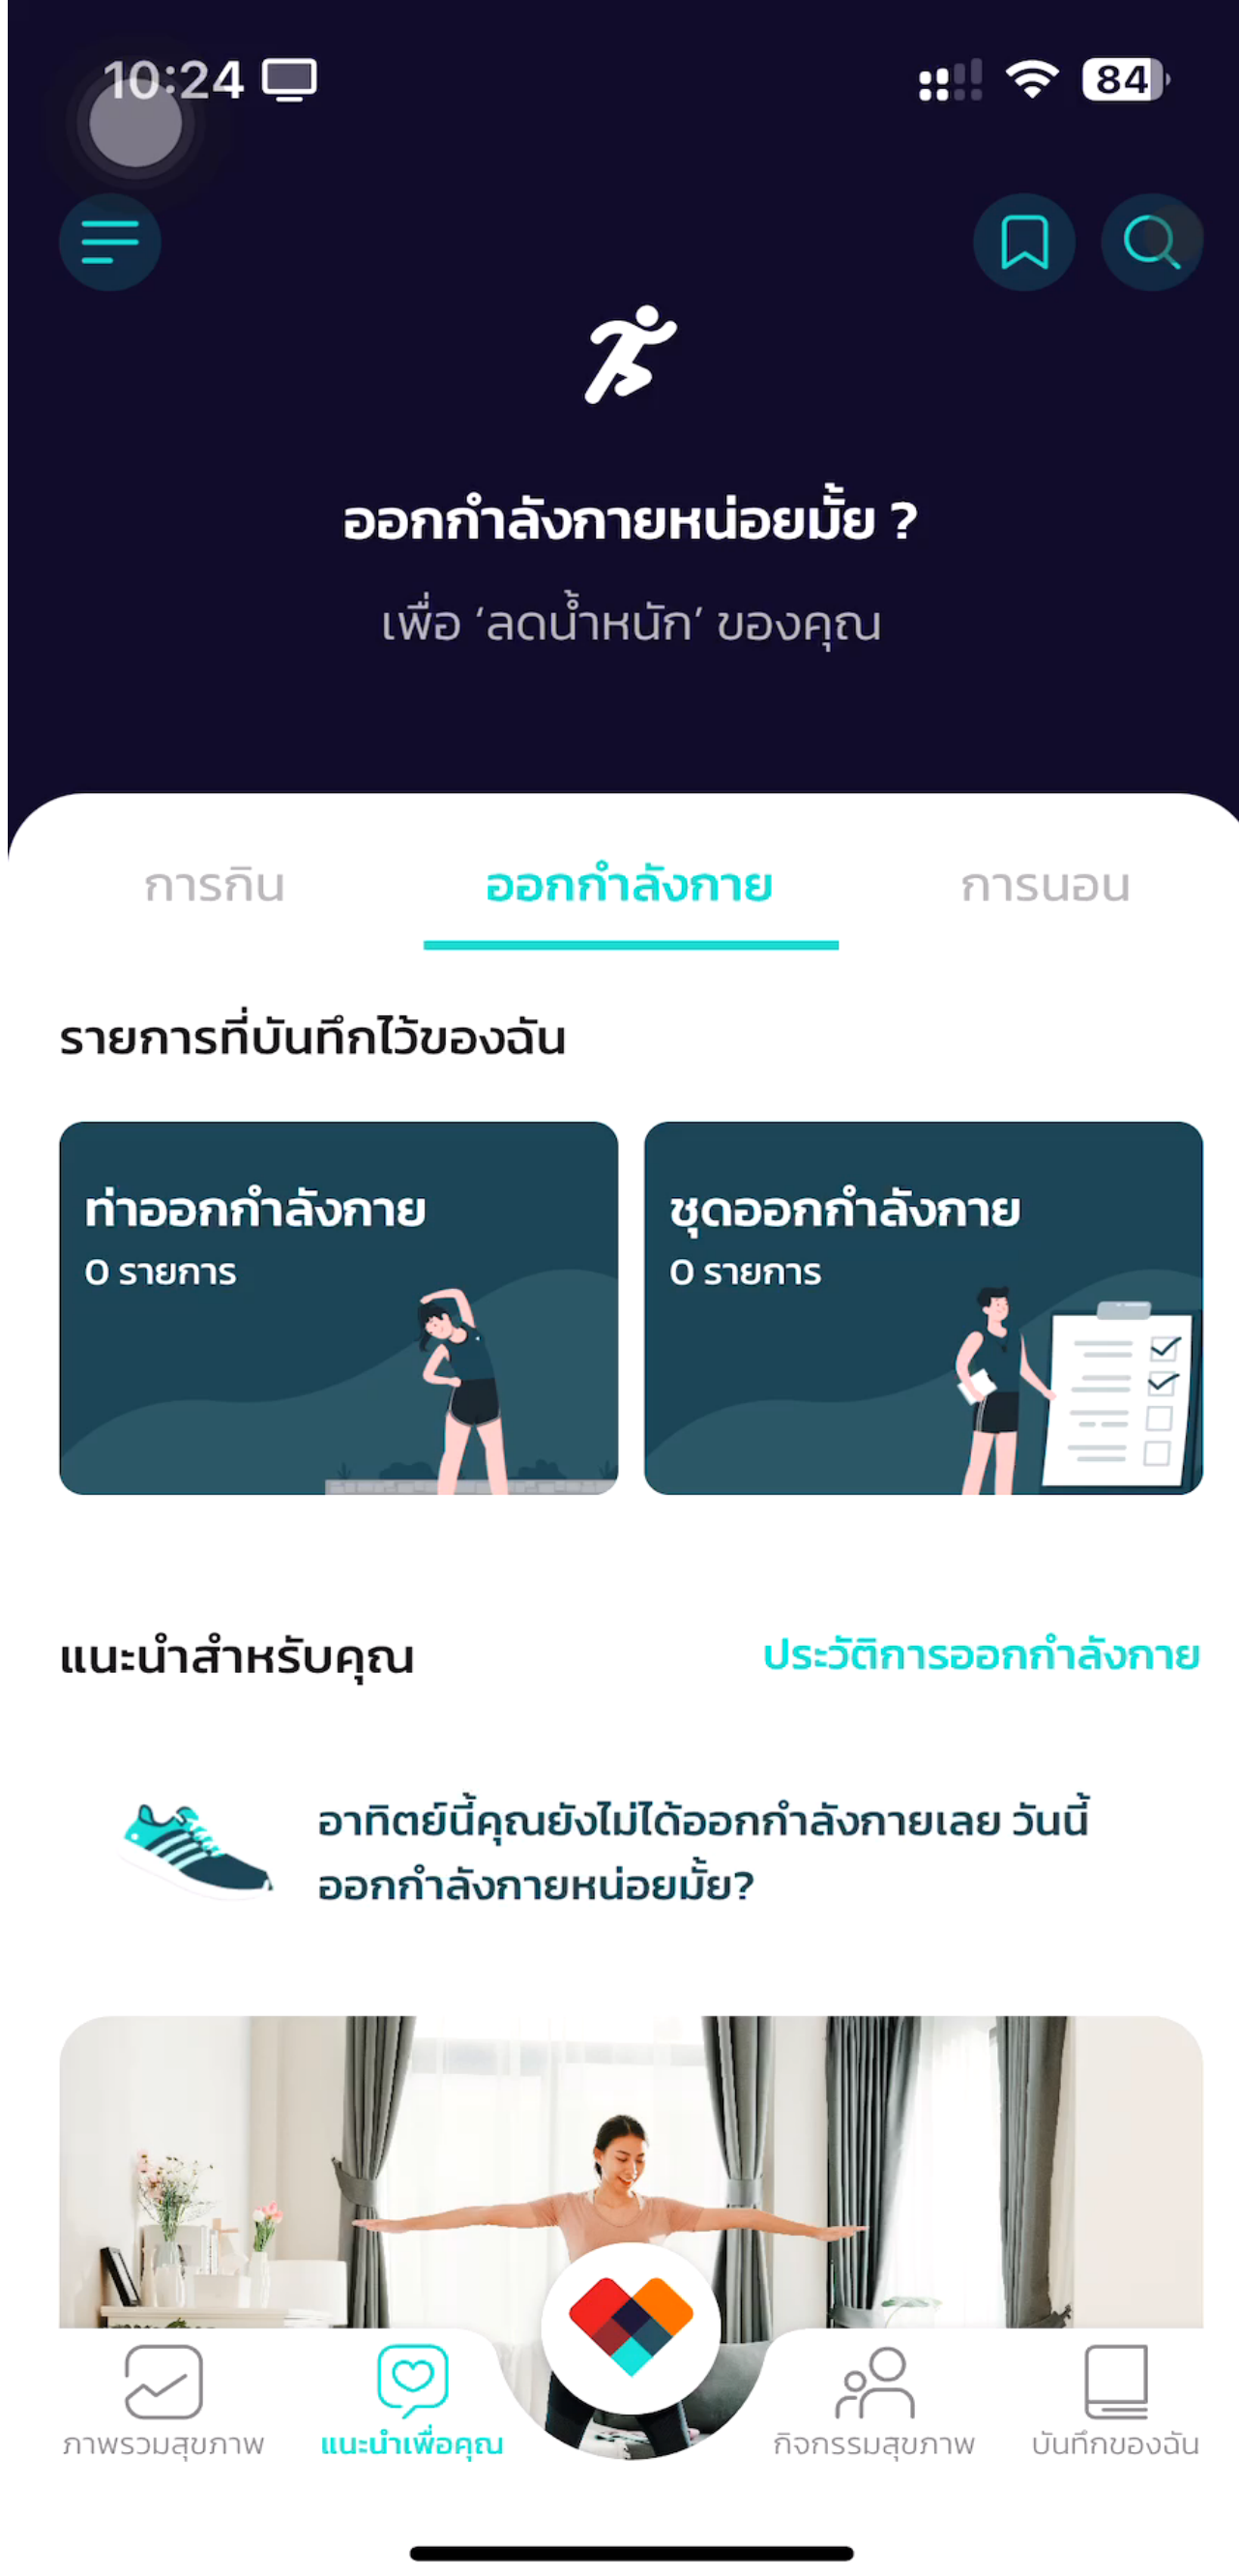 10:24
84
ออกกำลังกายหน่อยมั้ย ?
เพื่อ ‘ลดน้ำหนัก’ ของคุณ
การกิน
ออกกำลังกาย
การนอน
รายการที่บันทึกไว้ของฉัน
ท่าออกกำลังกาย
0 รายการ
ชุดออกกำลังกาย
0 รายการ
แนะนำสำหรับคุณ
ประวัติการออกกำลังกาย
อาทิตย์นี้คุณยังไม่ได้ออกกำลังกายเลย วันนี้
ออกกำลังกายหน่อยมั้ย?
ภาพรวมสุขภาพ
แนะนำเพื่อคุณ
กิจกรรมสุขภาพ
บันทึกของฉัน